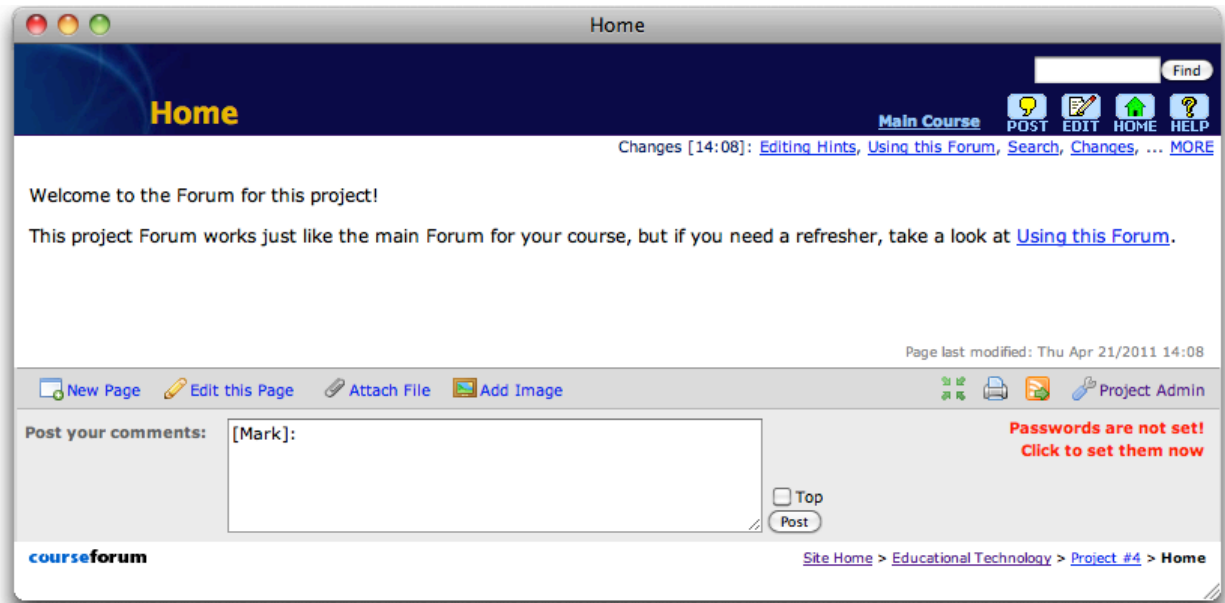 Home
Find
Home
Main Course
POST EDIT HOME HELP
Changes [14:08]: Editing Hints, Using this Forum, Search, Changes, ... MORE
Welcome to the Forum for this project!
This project Forum works just like the main Forum for your course, but if you need a refresher, take a look at Using this Forum.
Page last modified: Thu Apr 21/2011 14:08
New Page Edit this Page Attach File Add Image Project Admin
Post your comments: [Mark]:
Passwords are not set!
Click to set them now
Top
Post
courseforum
Site Home > Educational Technology > Project #4 > Home